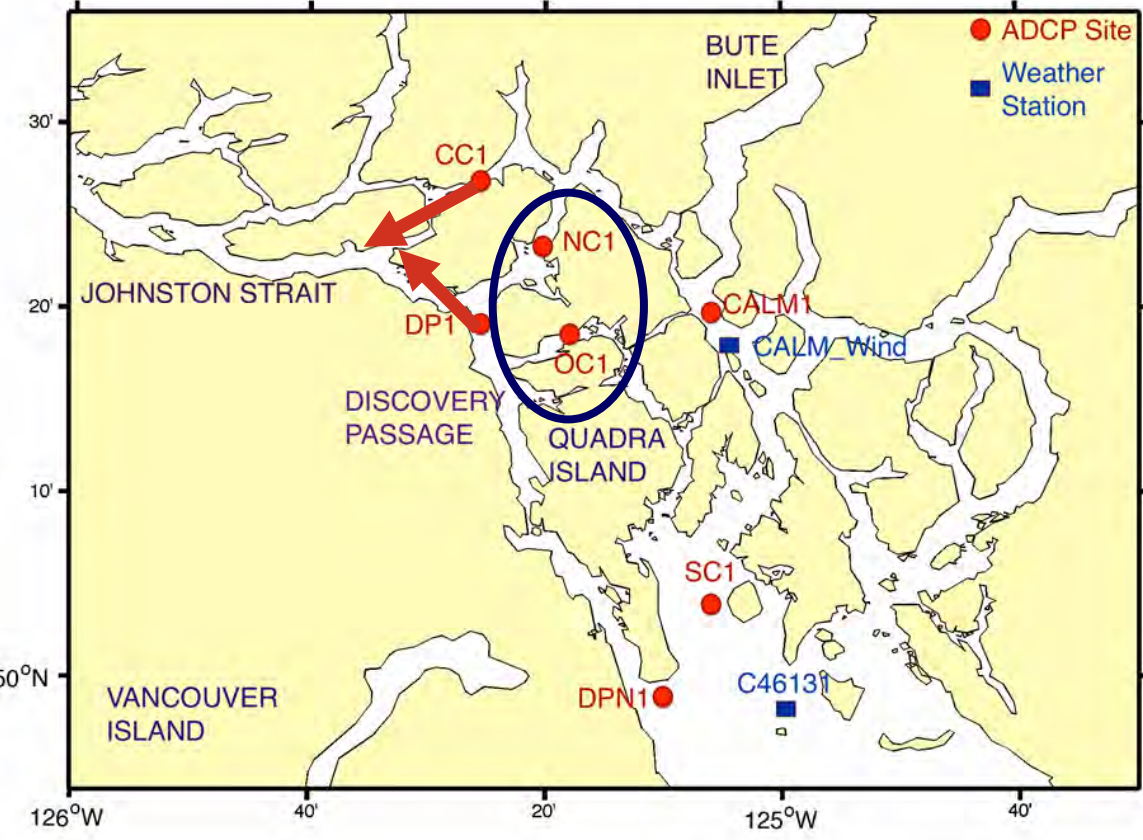 BUTE
INLET
ADCP Site
Weather
Station
30'
CC1
NC1
JOHNSTON STRAIT
20'
CALM1
DP1
CALM_Wind
OC1
DISCOVERY
PASSAGE
QUADRA
ISLAND
10'
SC1
50°N
VANCOUVER
ISLAND
DPN1
C46131
126°W
40'
20'
125°W
40'